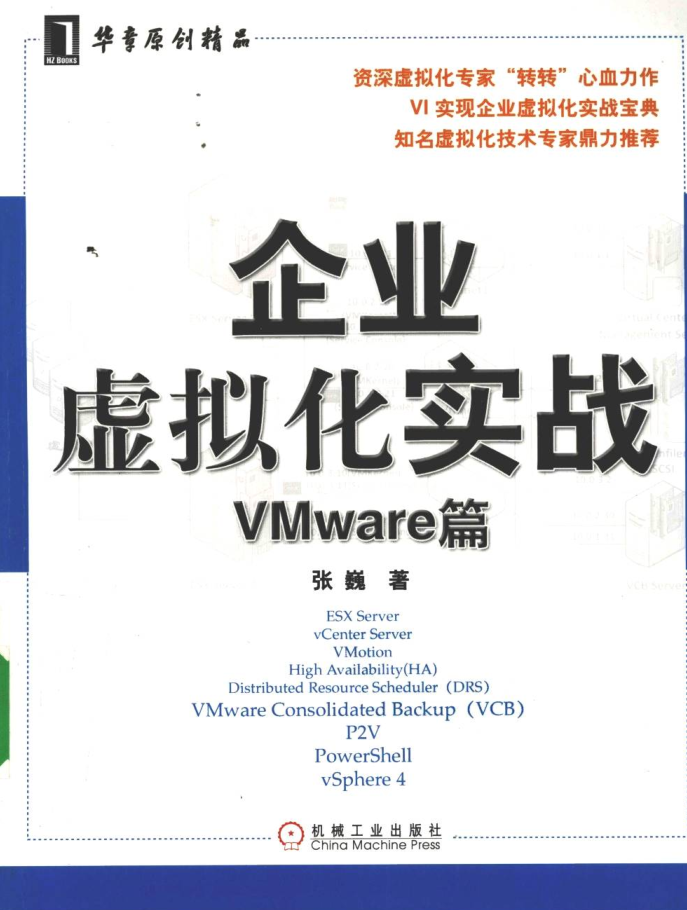 HZ BOOKS
华章原创精品
资深虚拟化专家“转转”心血力作
VI 实现企业虚拟化实战宝典
知名虚拟化技术专家鼎力推荐
企业
虚拟化实战
VMware篇
张巍 著
ESX Server
vCenter Server
VMotion
High Availability(HA)
Distributed Resource Scheduler（DRS）
VMware Consolidated Backup（VCB）
P2V
PowerShell
vSphere 4
机械工业出版社
China Machine Press